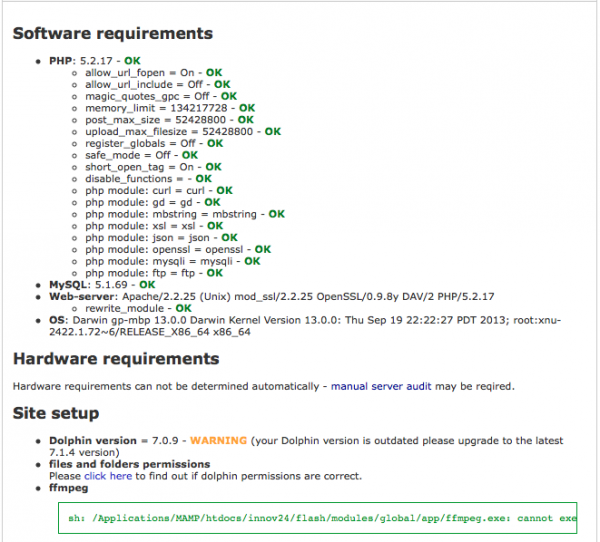 Software requirements
PHP: 5.2.17 - OK
allow_url_fopen = On - OK
allow_url_include = Off - OK
magic_quotes_gpc = Off - OK
memory_limit = 134217728 - OK
post_max_size = 52428800 - OK
upload_max_filesize = 52428800 - OK
register_globals = Off - OK
safe_mode = Off - OK
short_open_tag = On - OK
disable_functions = - OK
php module: curl = curl - OK
php module: gd = gd - OK
php module: mbstring = mbstring - OK
php module: xsl = xsl - OK
php module: json = json - OK
php module: openssl = openssl - OK
php module: mysqli = mysqli - OK
php module: ftp = ftp - OK
MySQL: 5.1.69 - OK
Web-server: Apache/2.2.25 (Unix) mod_ssl/2.2.25 OpenSSL/0.9.8y DAV/2 PHP/5.2.17
rewrite_module - OK
OS: Darwin gp-mbp 13.0.0 Darwin Kernel Version 13.0.0: Thu Sep 19 22:22:27 PDT 2013; root:xnu-
2422.1.72~6/RELEASE_X86_64 x86_64
Hardware requirements
Hardware requirements can not be determined automatically - manual server audit may be reqired.
Site setup
Dolphin version = 7.0.9 - WARNING (your Dolphin version is outdated please upgrade to the latest
7.1.4 version)
files and folders permissions
Please click here to find out if dolphin permissions are correct.
ffmpeg
sh: /Applications/MAMP/htdocs/innov24/flash/modules/global/app/ffmpeg.exe: cannot exe